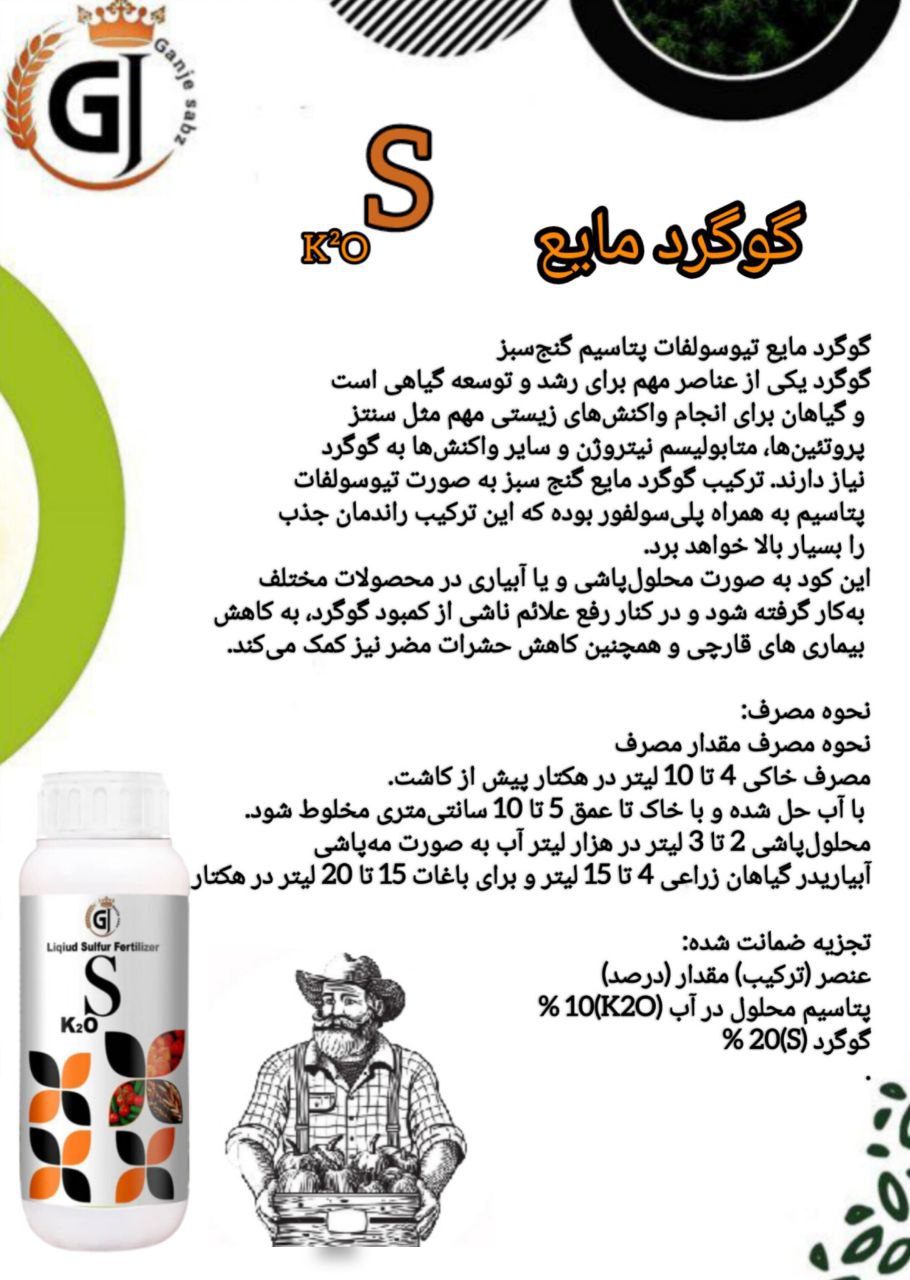 GJ
Ganje sabz
S
K²O
گوگرد مایع
گوگرد مایع تیوسولفات پتاسیم گنج‌سبز
گوگرد یکی از عناصر مهم برای رشد و توسعه گیاهی است
و گیاهان برای انجام واکنش‌های زیستی مهم مثل سنتز
پروتئین‌ها، متابولیسم نیتروژن و سایر واکنش‌ها به گوگرد
نیاز دارند. ترکیب گوگرد مایع گنج سبز به صورت تیوسولفات
پتاسیم به همراه پلی‌سولفور بوده که این ترکیب راندمان جذب
را بسیار بالا خواهد برد.
این کود به صورت محلول‌پاشی و یا آبیاری در محصولات مختلف
به‌کار گرفته شود و در کنار رفع علائم ناشی از کمبود گوگرد، به کاهش
بیماری های قارچی و همچنین کاهش حشرات مضر نیز کمک می‌کند.
نحوه مصرف:
نحوه مصرف مقدار مصرف
مصرف خاکی 4 تا 10 لیتر در هکتار پیش از کاشت.
با آب حل شده و با خاک تا عمق 5 تا 10 سانتی‌متری مخلوط شود.
محلول‌پاشی 2 تا 3 لیتر در هزار لیتر آب به صورت مه‌پاشی
آبیاریدر گیاهان زراعی 4 تا 15 لیتر و برای باغات 15 تا 20 لیتر در هکتار
تجزیه ضمانت شده:
عنصر (ترکیب) مقدار (درصد)
پتاسیم محلول در آب (K2O)10 %
گوگرد (S)20 %
.
GJ
Liqiud Sulfur Fertilizer
S
K₂O